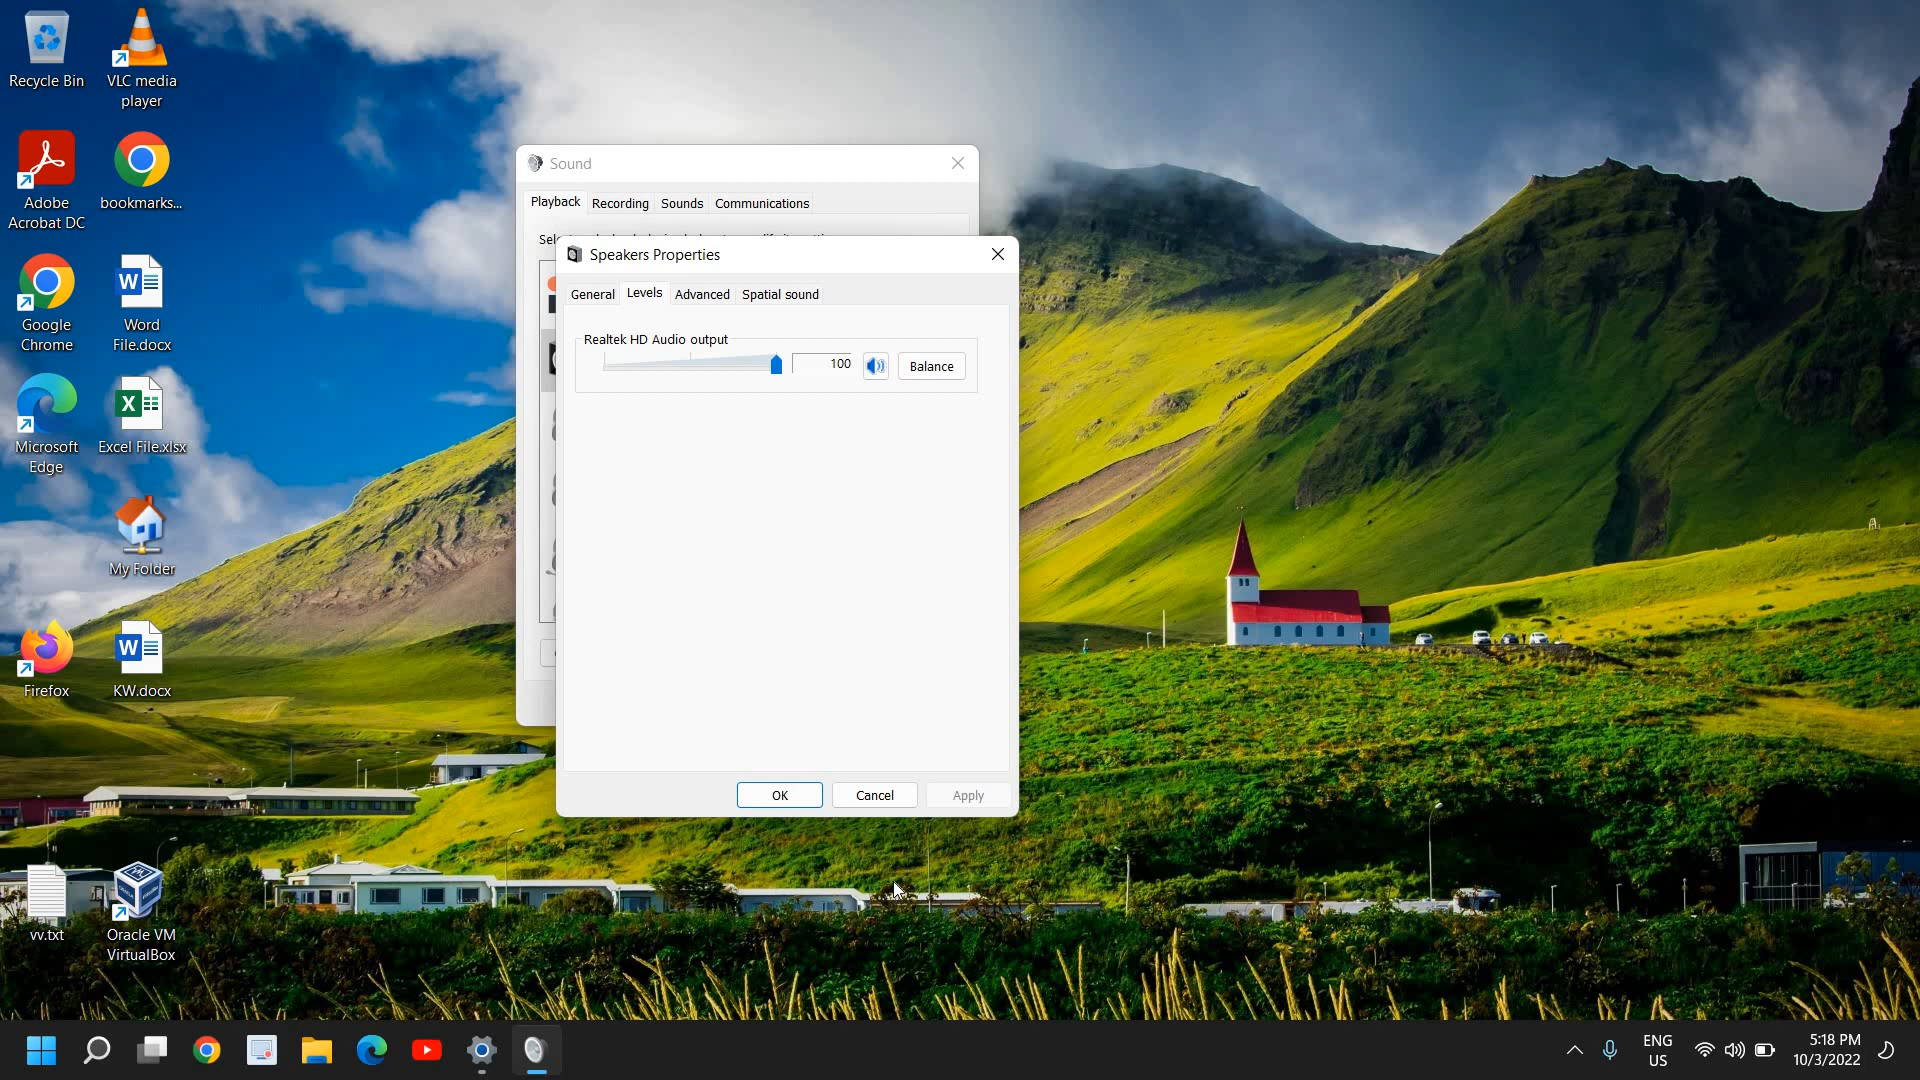 Recycle Bin
VLC media
player
Adobe
Acrobat DC
bookmarks...
Google
Chrome
Word
File.docx
Microsoft
Edge
Excel File.xlsx
My Folder
Firefox
KW.docx
vv.txt
Oracle VM
VirtualBox
Sound
Playback
Recording
Sounds
Communications
Speakers Properties
General
Levels
Advanced
Spatial sound
Realtek HD Audio output
100
Balance
OK
Cancel
Apply
ENG
US
5:18 PM
10/3/2022